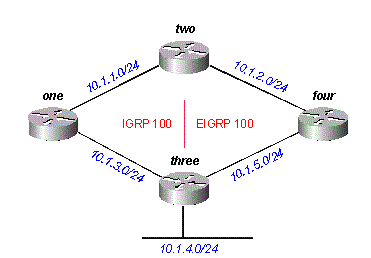 two
10.1.1.0/24
10.1.2.0/24
one
four
IGRP 100
EIGRP 100
three
10.1.3.0/24
10.1.5.0/24
10.1.4.0/24